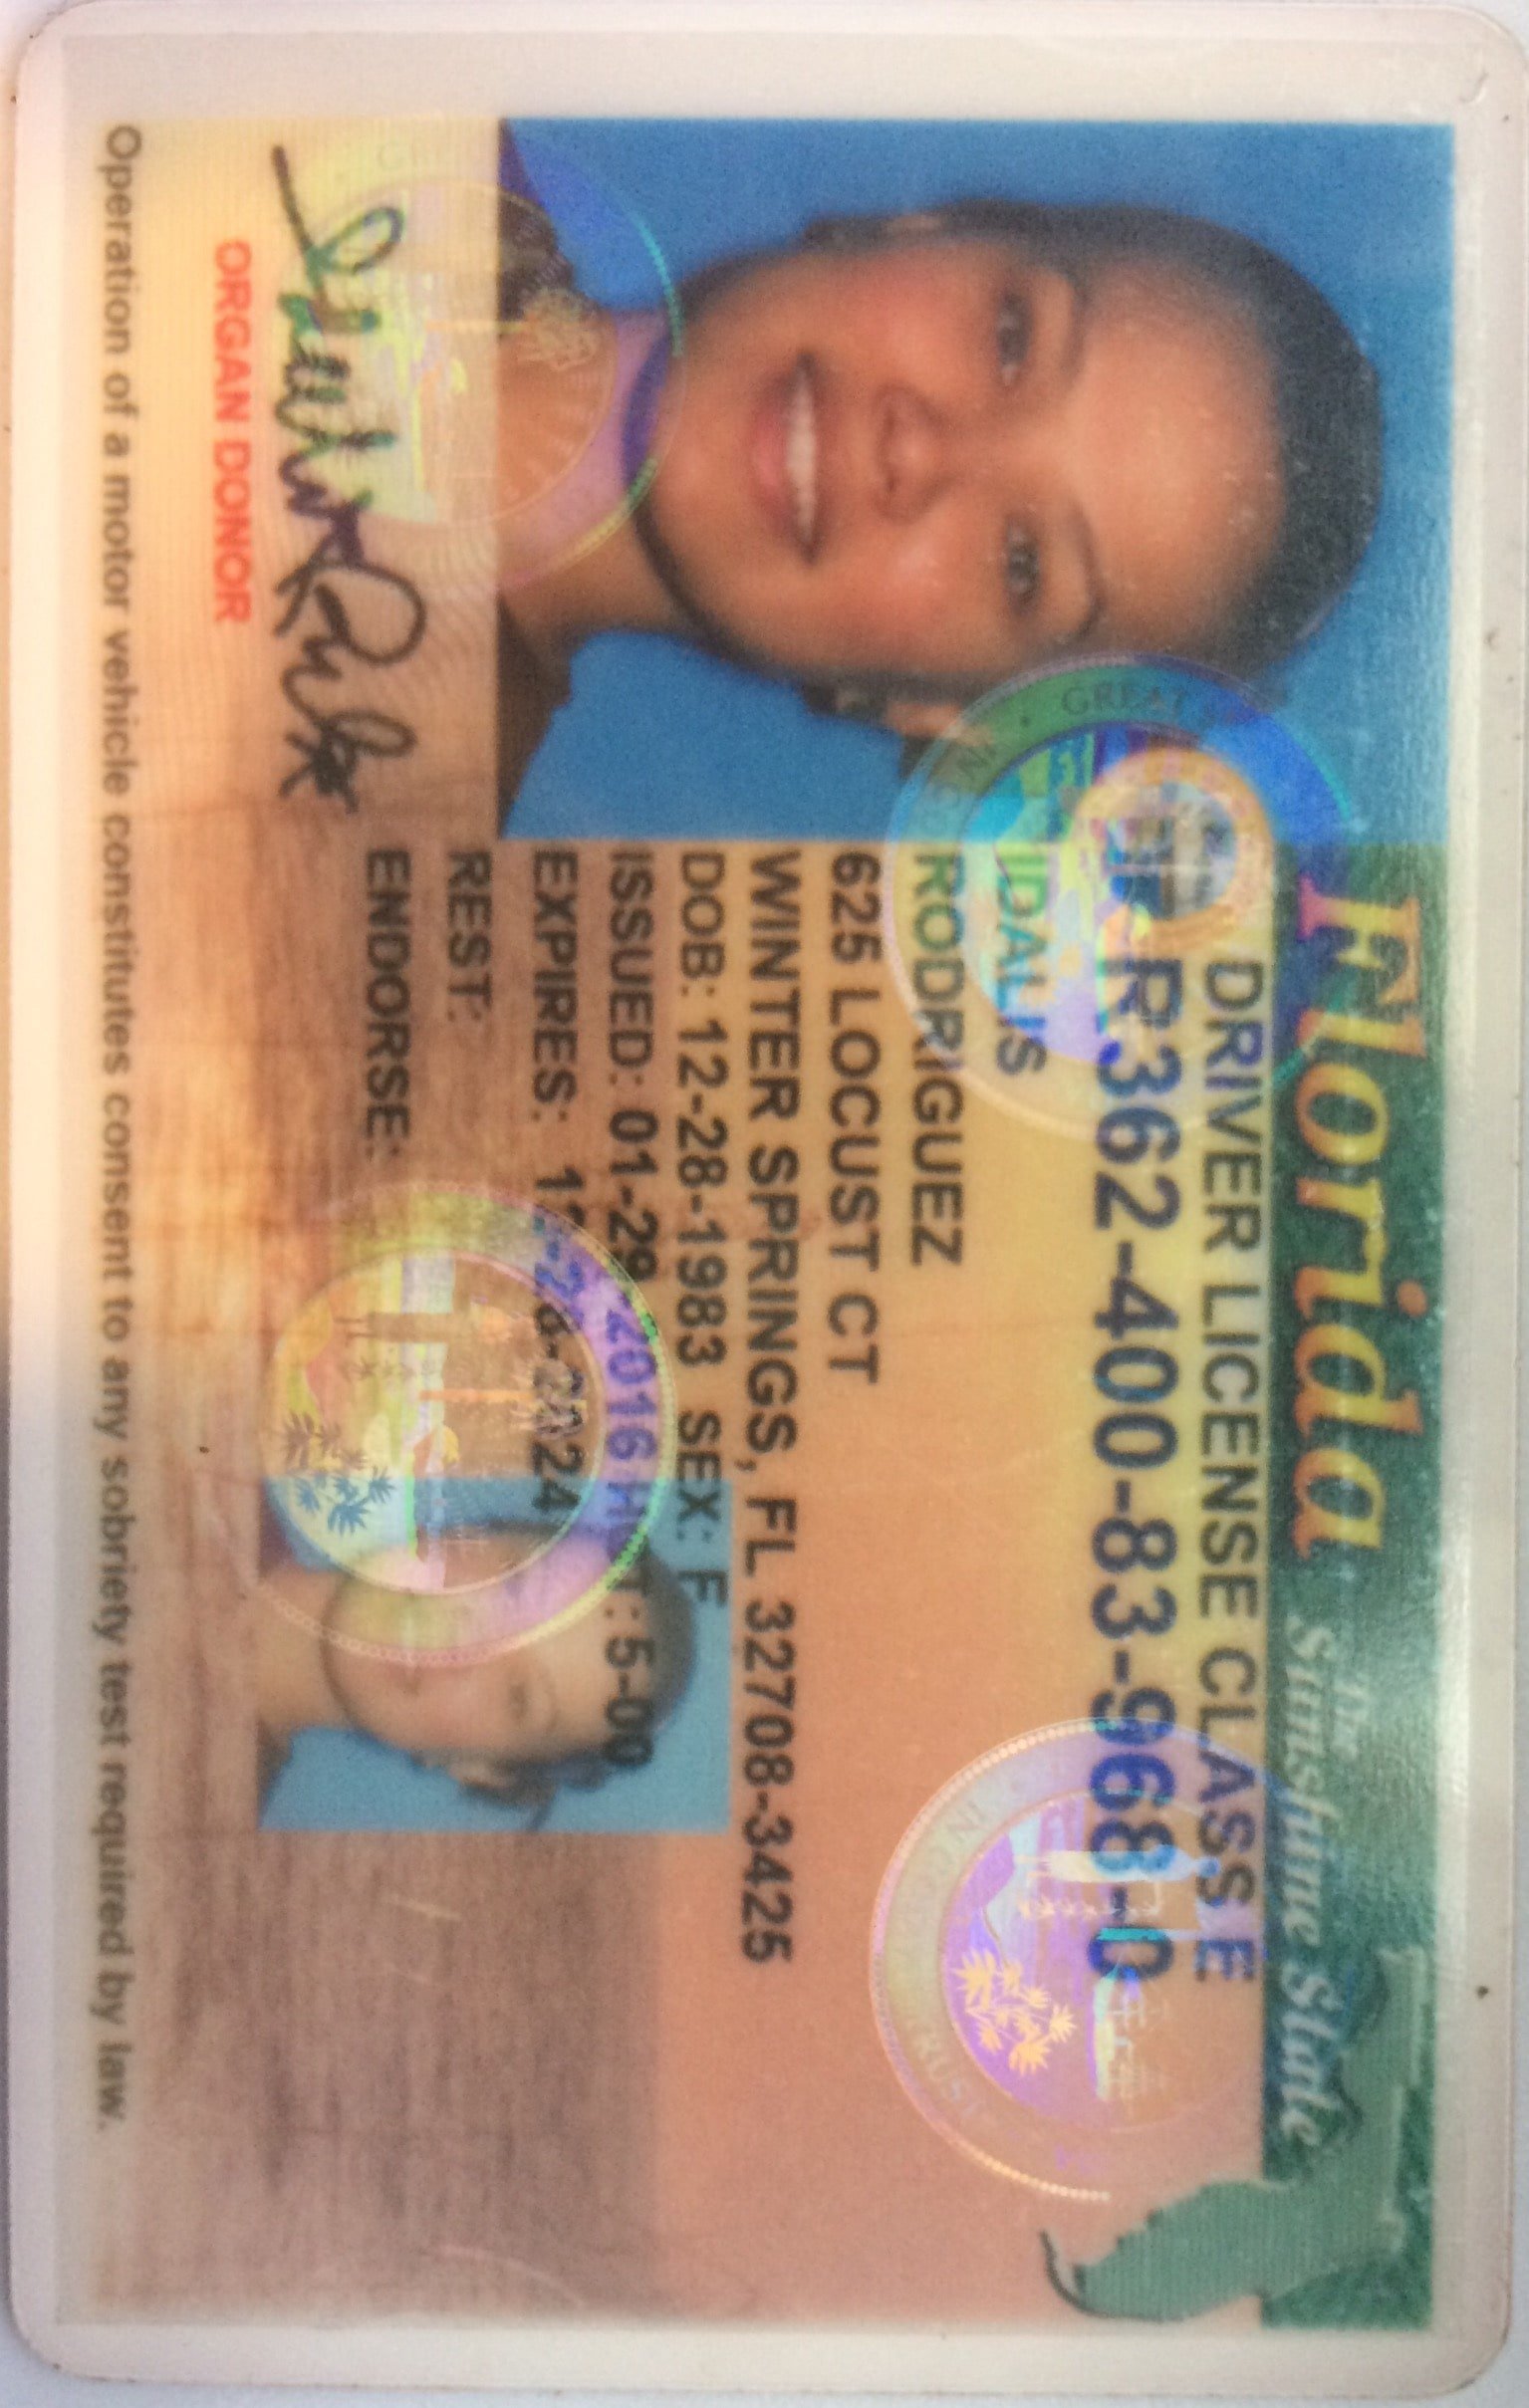 Florida The Sunshine State
DRIVER LICENSE CLASS E
R362-400-83-968-0
IDALIS
RODRIGUEZ
625 LOCUST CT
WINTER SPRINGS, FL 32708-3425
DOB: 12-28-1983 SEX: F
ISSUED: 01-29-2016 HGT: 5-00
EXPIRES: 12-28-2024
REST:
ENDORSE:
ORGAN DONOR
Operation of a motor vehicle constitutes consent to any sobriety test required by law.